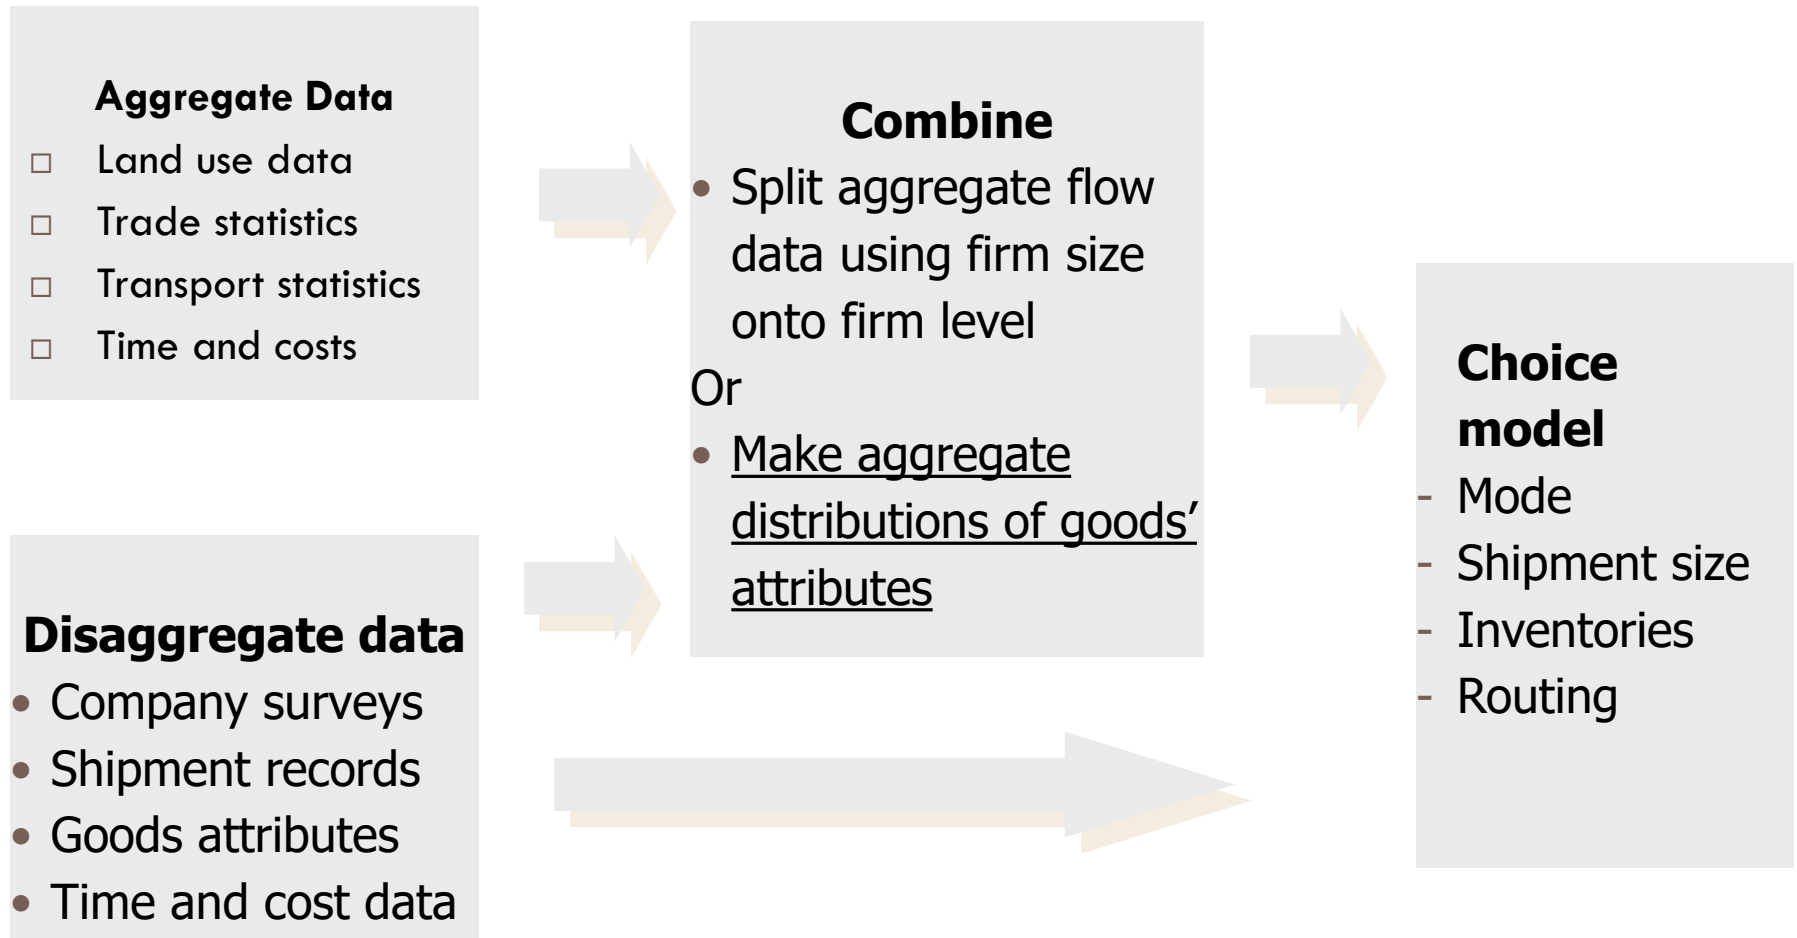 Aggregate Data
□ Land use data
□ Trade statistics
□ Transport statistics
□ Time and costs
Disaggregate data
• Company surveys
• Shipment records
• Goods attributes
• Time and cost data
Combine
• Split aggregate flow
data using firm size
onto firm level
Or
• Make aggregate
distributions of goods’
attributes
Choice
model
- Mode
- Shipment size
- Inventories
- Routing